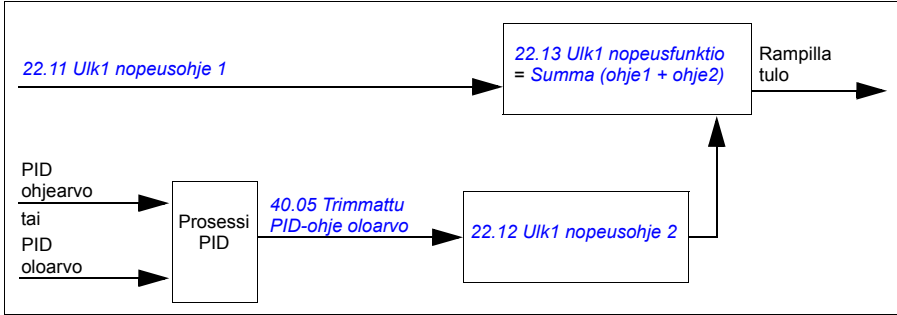 22.11 Ulk1 nopeusohje 1
22.13 Ulk1 nopeusfunktio
= Summa (ohje1 + ohje2)
Rampilla
tulo
PID
ohjearvo
tai
PID
oloarvo
Prosessi
PID
40.05 Trimmattu
PID-ohje oloarvo
22.12 Ulk1 nopeusohje 2